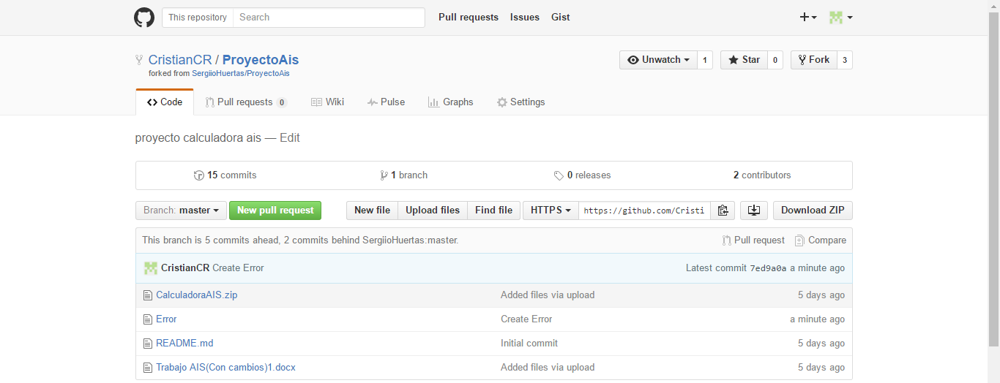 This repository Search Pull requests Issues Gist
CristianCR / ProyectoAis Unwatch 1 Star 0 Fork 3
forked from SergiioHuertas/ProyectoAis
Code Pull requests 0 Wiki Pulse Graphs Settings
proyecto calculadora ais — Edit
15 commits 1 branch 0 releases 2 contributors
Branch: master New pull request New file Upload files Find file HTTPS https://github.com/Cristi Download ZIP
This branch is 5 commits ahead, 2 commits behind SergiioHuertas:master. Pull request Compare
CristianCR Create Error Latest commit 7ed9a0a a minute ago
CalculadoraAIS.zip Added files via upload 5 days ago
Error Create Error a minute ago
README.md Initial commit 5 days ago
Trabajo AIS(Con cambios)1.docx Added files via upload 5 days ago